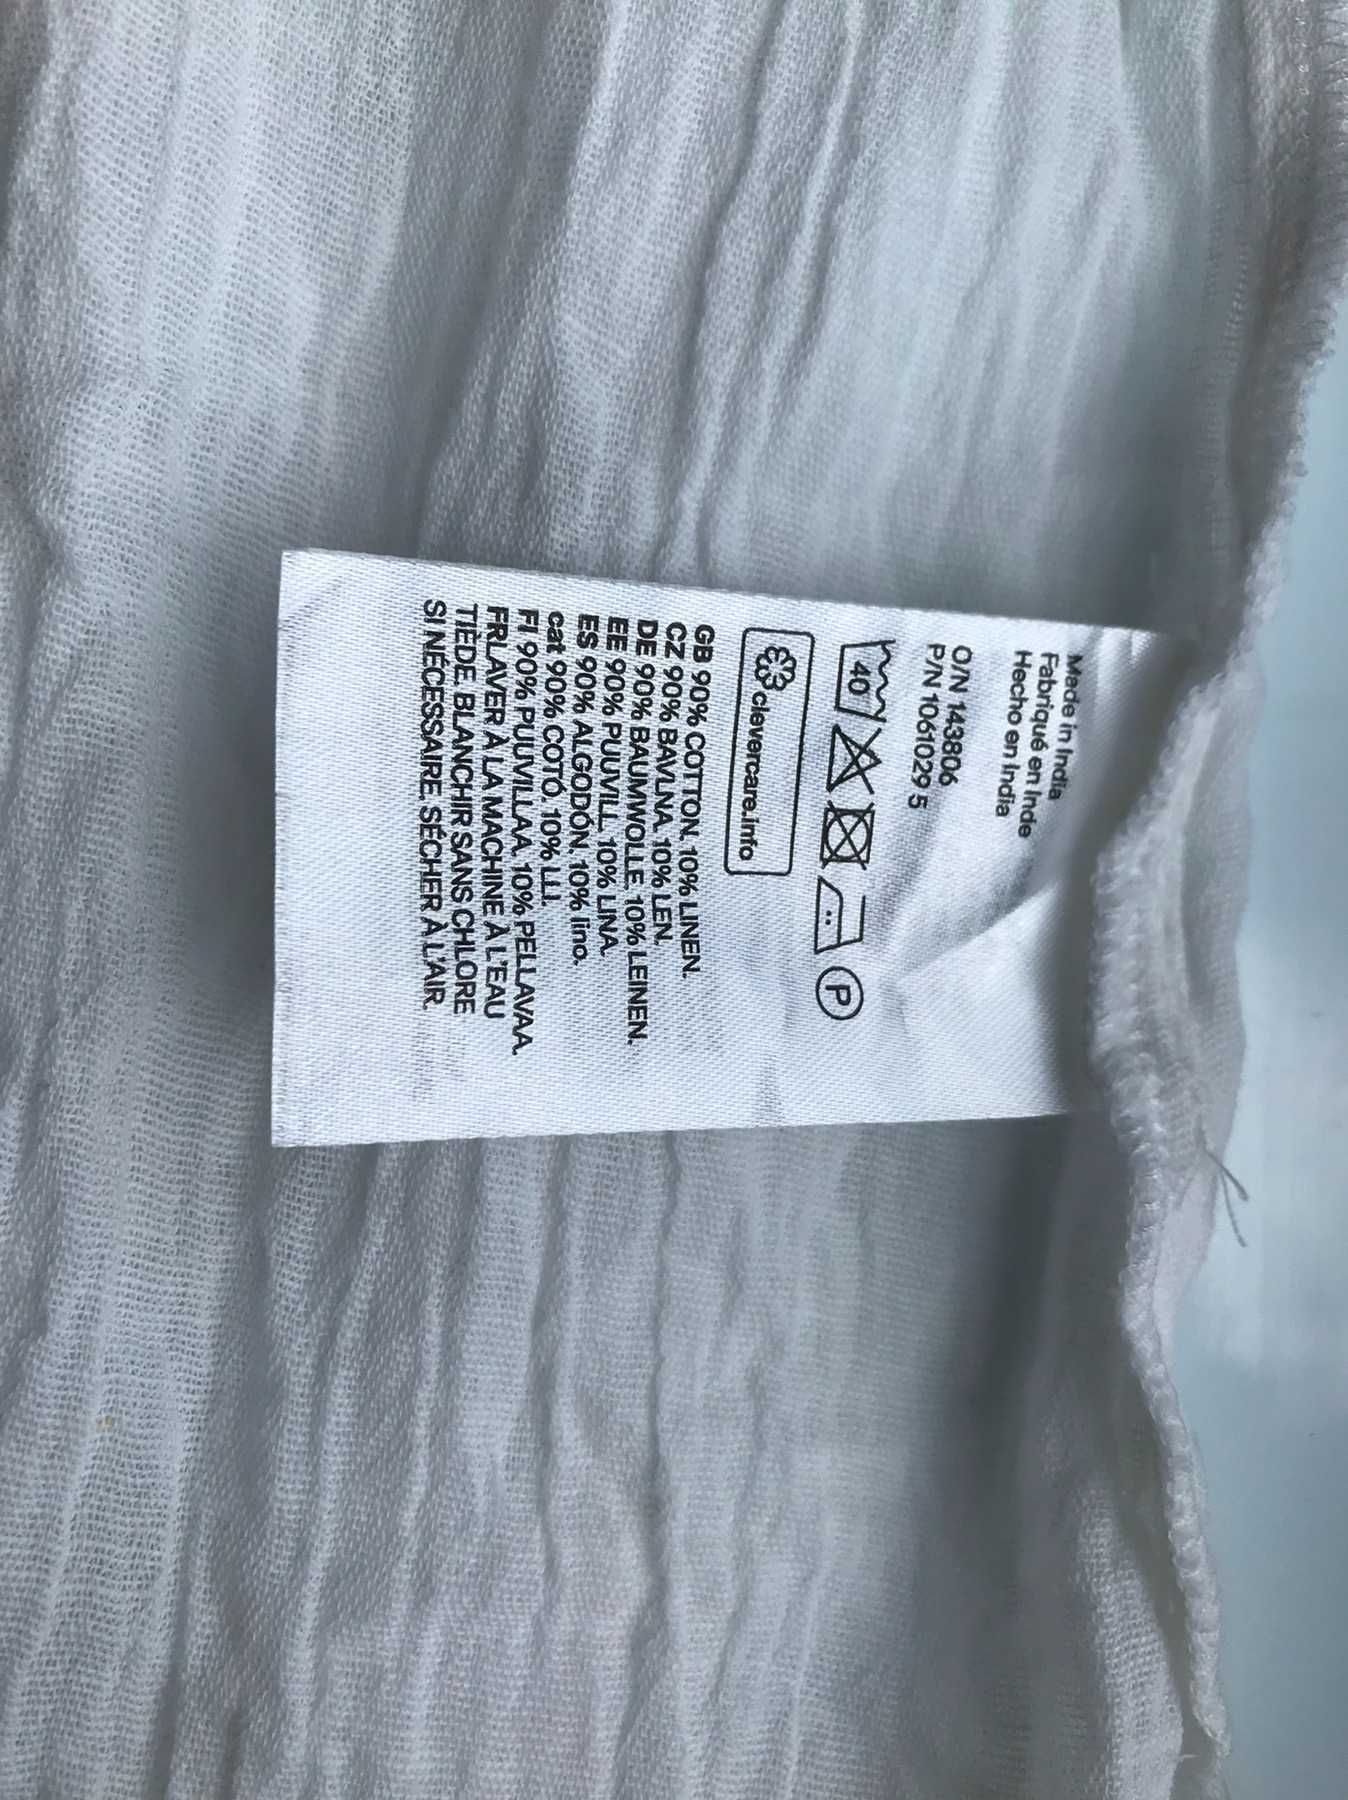 Made in India
Fabriqué en Inde
Hecho en India
O/N 143806
P/N 1061029 5
40 P
clevercare.info
GB 90% COTTON. 10% LINEN.
CZ 90% BAVLNA. 10% LEN.
DE 90% BAUMWOLLE. 10% LEINEN.
EE 90% PUUVILL. 10% LINA.
ES 90% ALGODÓN. 10% lino.
cat 90% COTÓ. 10% LLI.
FI 90% PUUVILLAA. 10% PELLAVAA.
FR LAVER À LA MACHINE À L'EAU
TIÈDE. BLANCHIR SANS CHLORE
SI NÉCESSAIRE. SÉCHER À L'AIR.